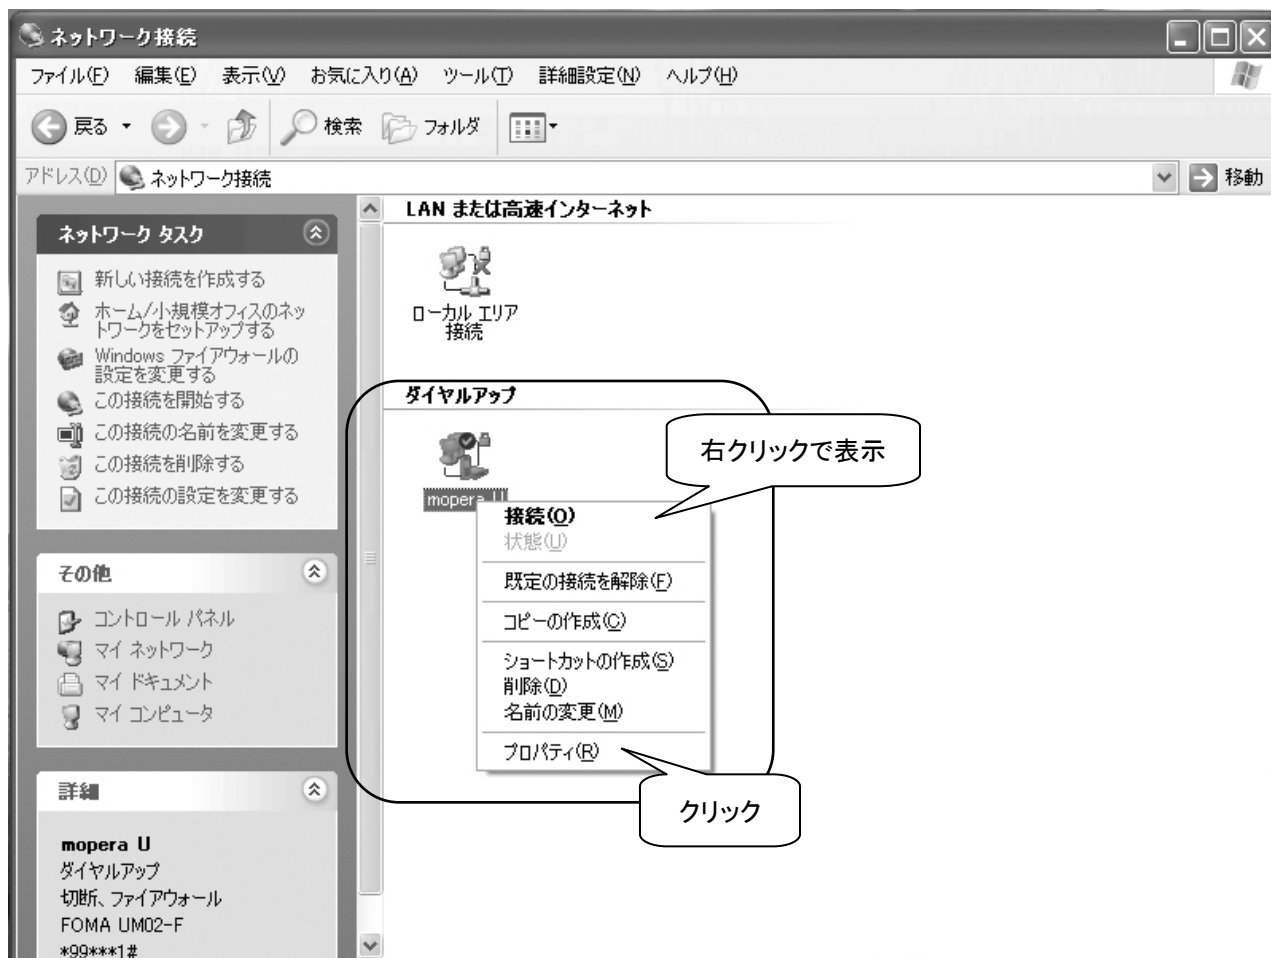 ネットワーク接続
ファイル(F) 編集(E) 表示(V) お気に入り(A) ツール(T) 詳細設定(N) ヘルプ(H)
戻る 検索 フォルダ
アドレス(D) ネットワーク接続 移動
ネットワーク タスク
新しい接続を作成する
ホーム/小規模オフィスのネッ
トワークをセットアップする
Windows ファイアウォールの
設定を変更する
この接続を開始する
この接続の名前を変更する
この接続を削除する
この接続の設定を変更する
その他
コントロール パネル
マイ ネットワーク
マイ ドキュメント
マイ コンピュータ
詳細
mopera U
ダイヤルアップ
切断、ファイアウォール
FOMA UM02-F
*99***1#
LAN または高速インターネット
ローカル エリア
接続
ダイヤルアップ
mopera U
右クリックで表示
接続(O)
状態(U)
既定の接続を解除(F)
コピーの作成(C)
ショートカットの作成(S)
削除(D)
名前の変更(M)
プロパティ(R)
クリック